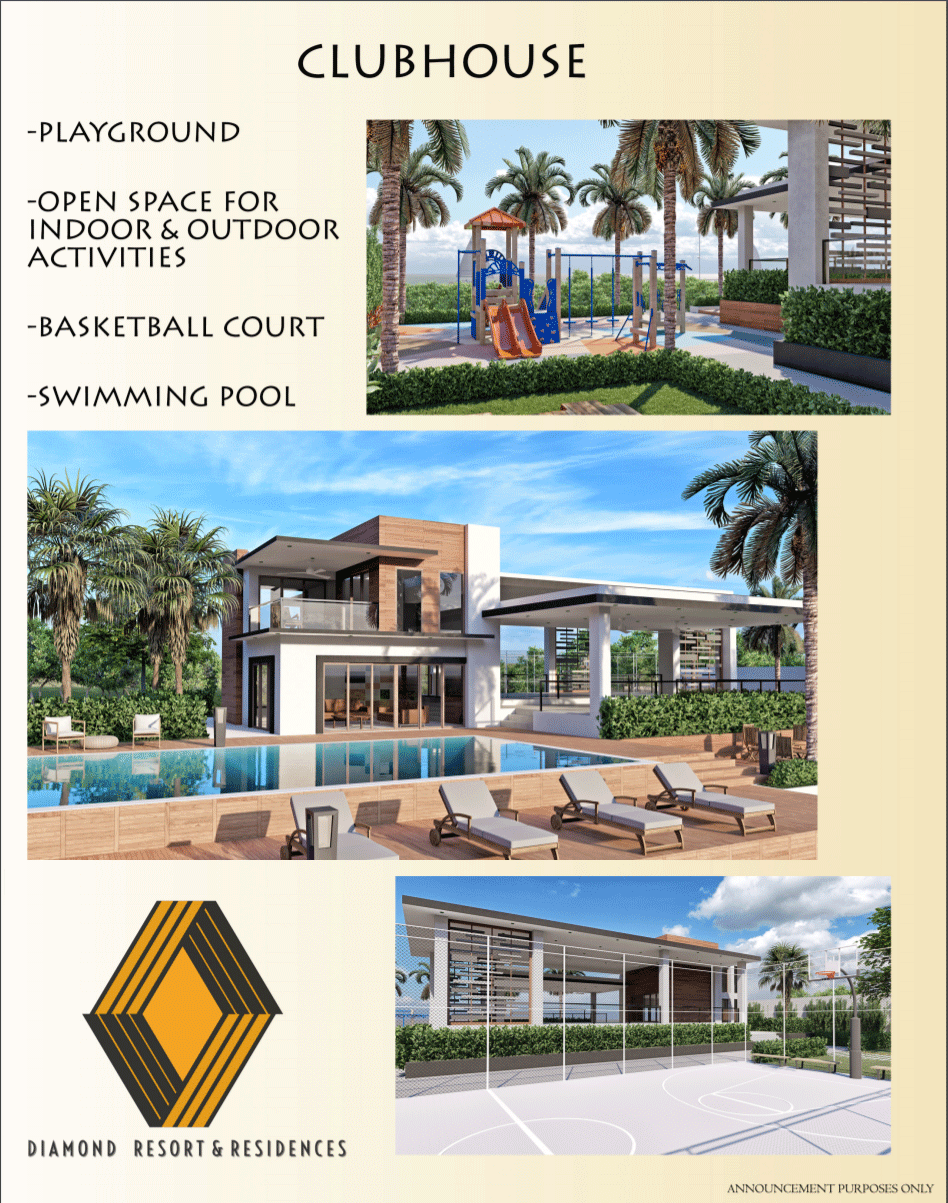 CLUBHOUSE
-PLAYGROUND
-OPEN SPACE FOR
INDOOR & OUTDOOR
ACTIVITIES
-BASKETBALL COURT
-SWIMMING POOL
DIAMOND RESORT & RESIDENCES
ANNOUNCEMENT PURPOSES ONLY